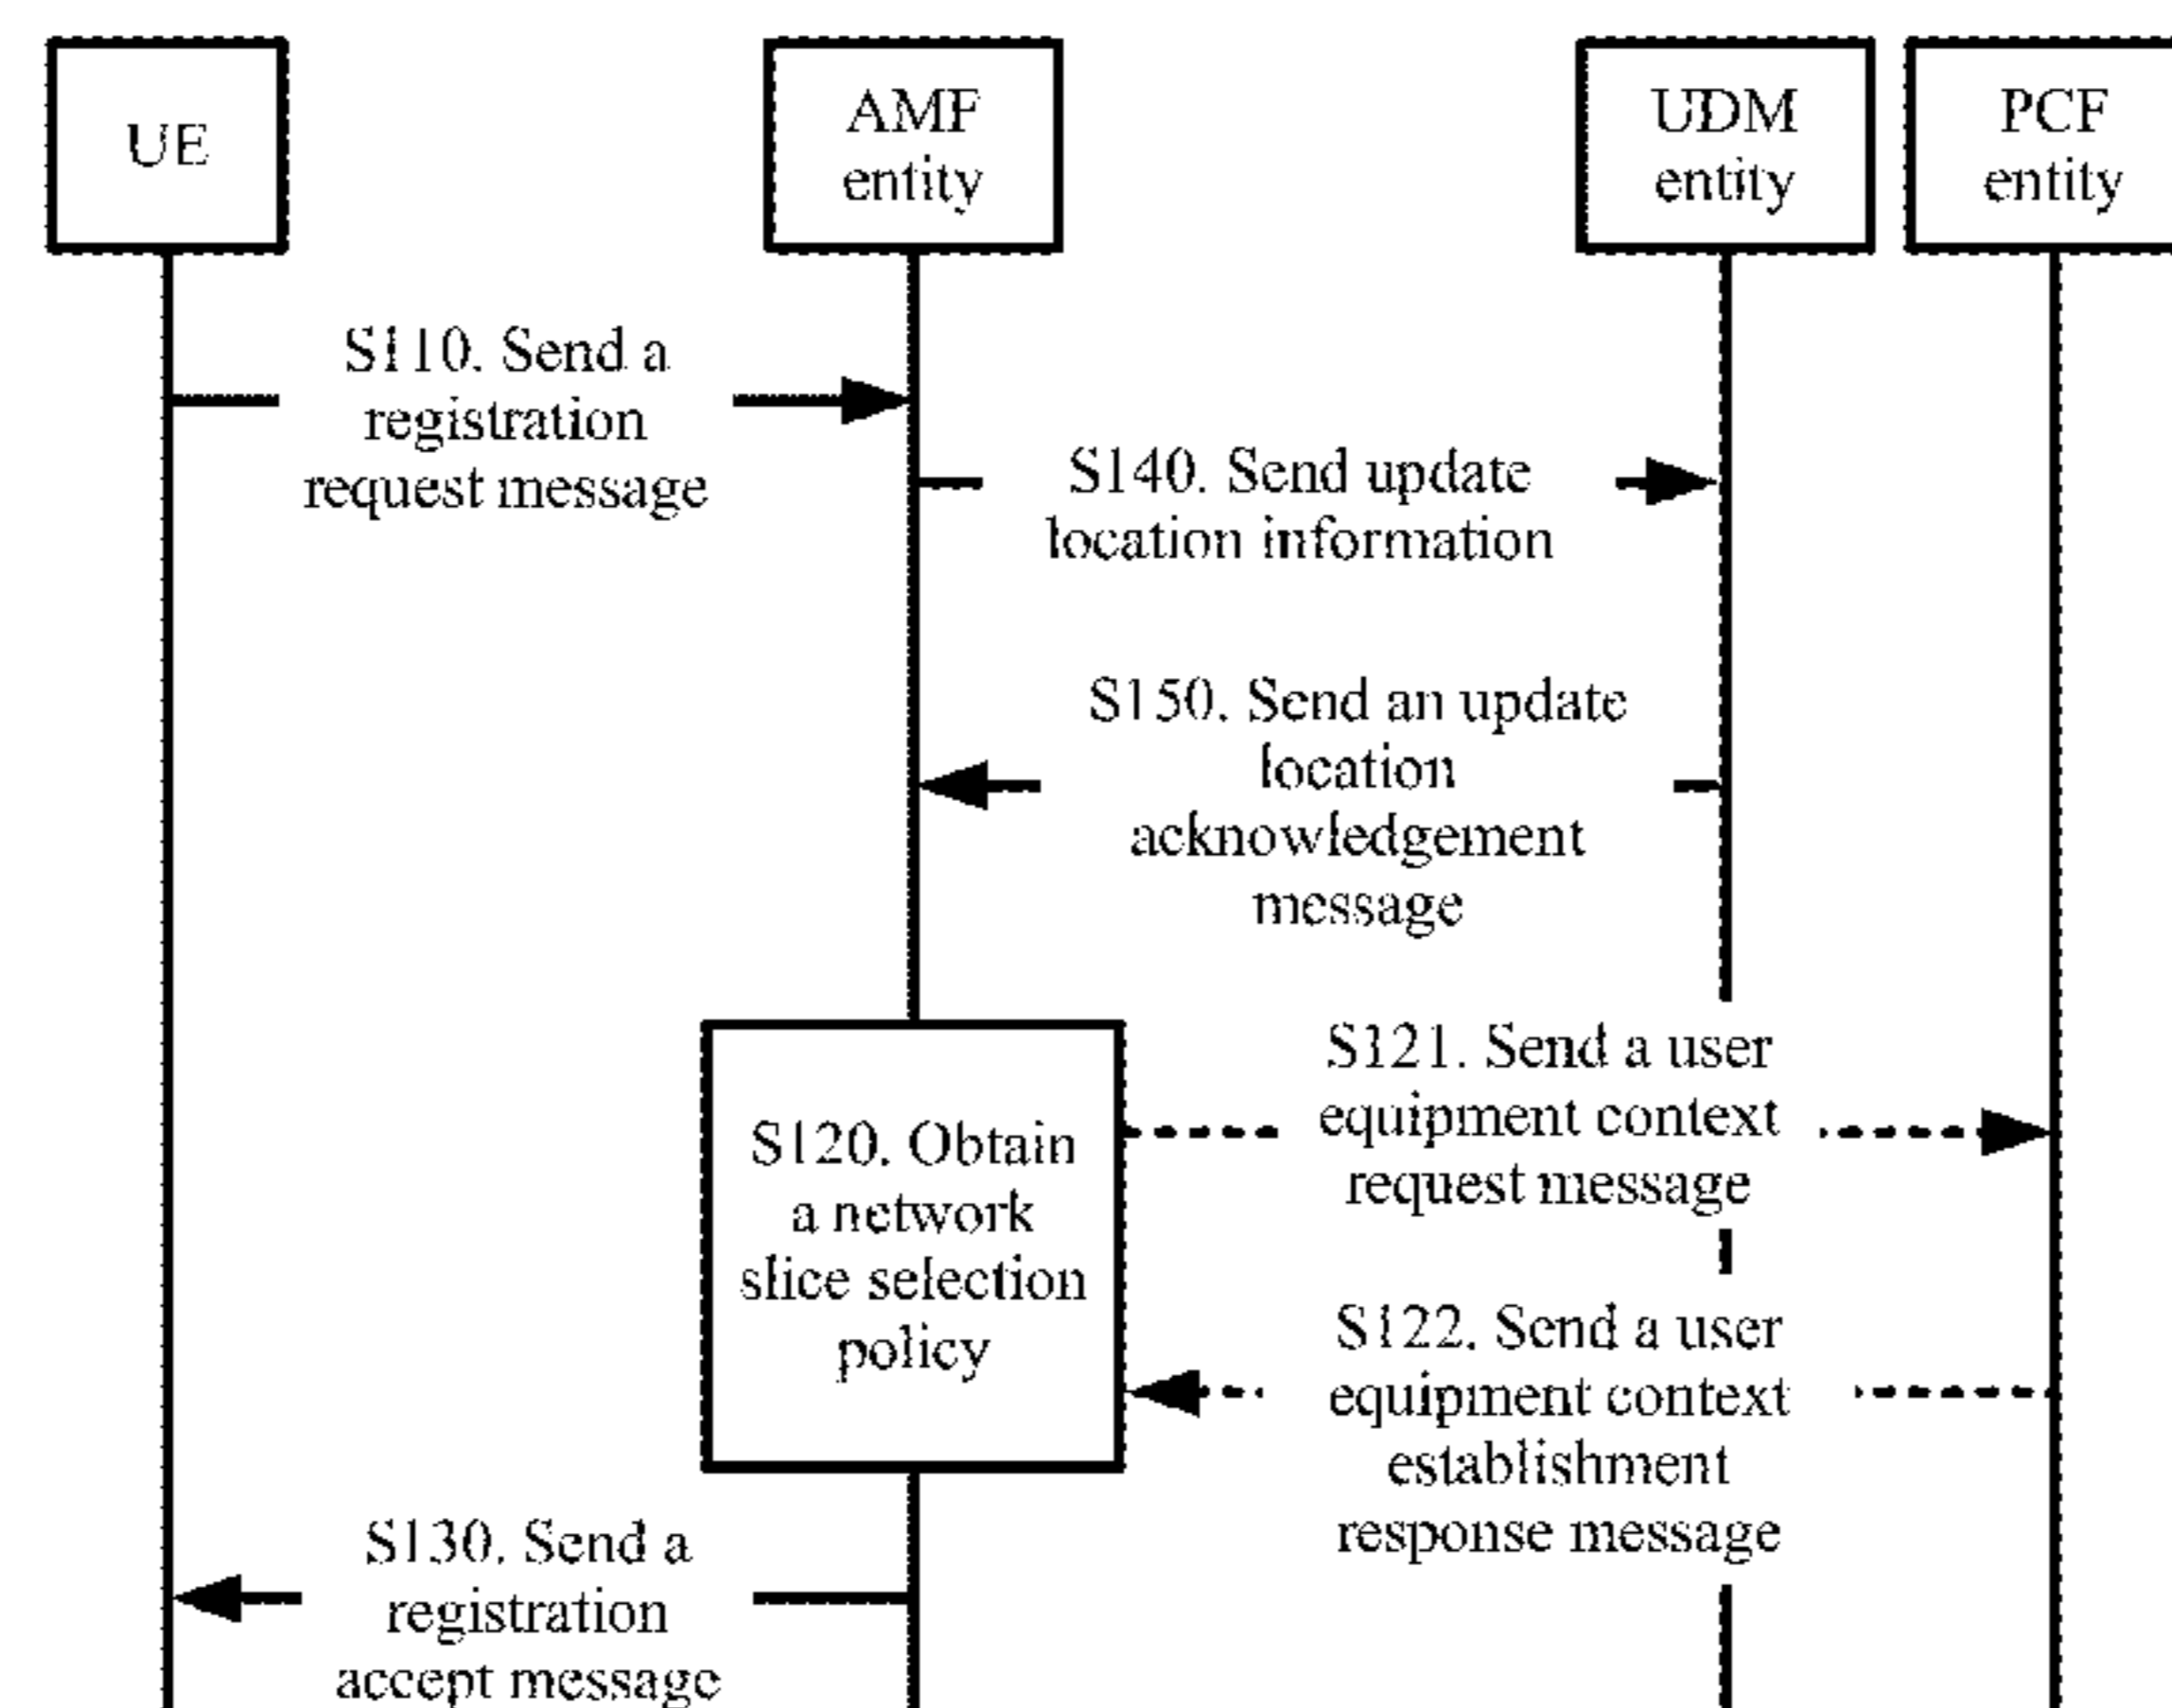 UE
AMF
entity
UDM
entity
PCF
entity
S110. Send a
registration
request message
S140. Send update
location information
S150. Send an update
location
acknowledgement
message
S121. Send a user
equipment context
request message
S120. Obtain
a network
slice selection
policy
S122. Send a user
equipment context
establishment
response message
S130. Send a
registration
accept message